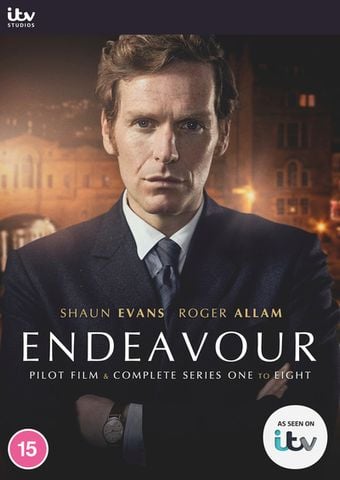 itv
STUDIOS
SHAUN EVANS ROGER ALLAM
ENDEAVOUR
PILOT FILM & COMPLETE SERIES ONE TO EIGHT
15
AS SEEN ON
itv